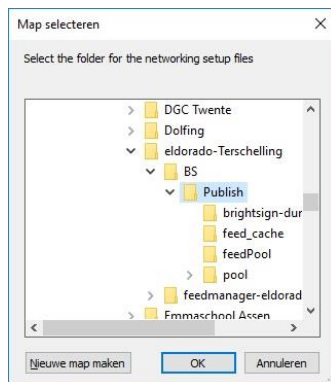 Map selecteren
Select the folder for the networking setup files
DGC Twente
Dolfing
eldorado-Terschelling
BS
Publish
brightsign-dur
feed_cache
feedPool
pool
feedmanager-eldorad
Emmaschool Assen
Nieuwe map maken
OK
Annuleren